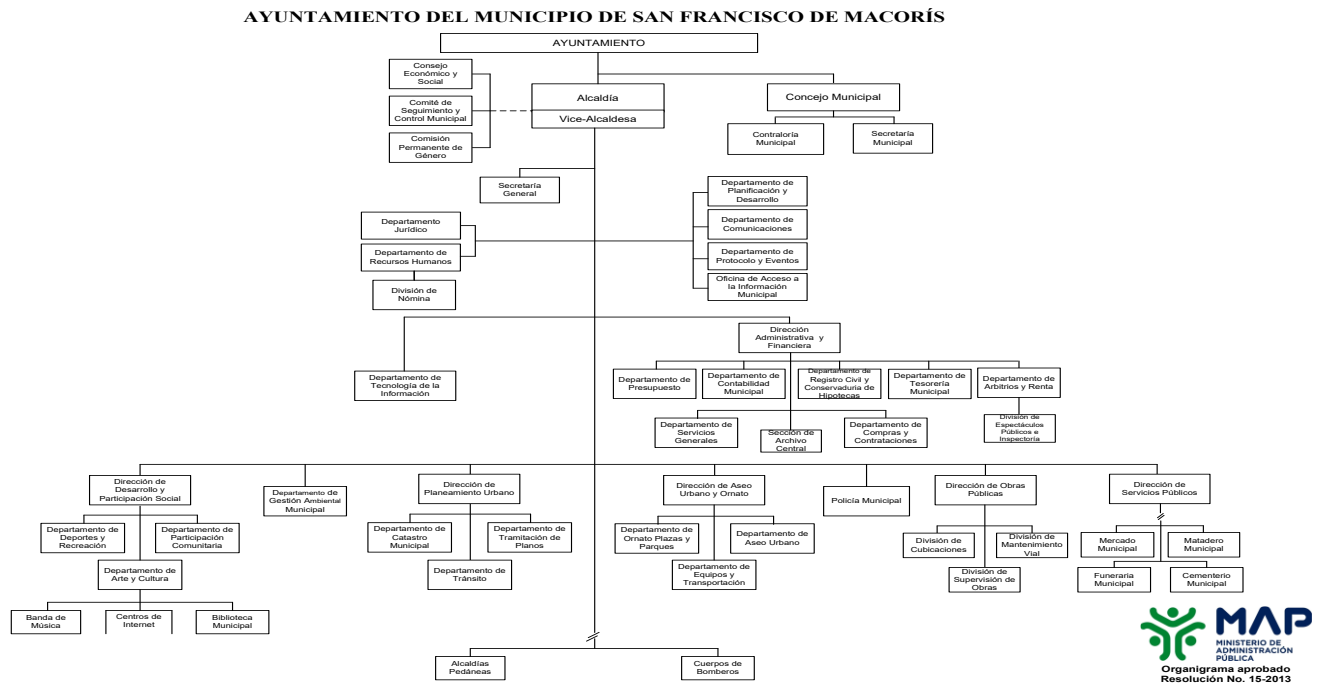 AYUNTAMIENTO DEL MUNICIPIO DE SAN FRANCISCO DE MACORÍS
AYUNTAMIENTO
Consejo
Económico y
Social
Comité de
Seguimiento y
Control Municipal
Comisión
Permanente de
Género
Alcaldía
Vice-Alcaldesa
Concejo Municipal
Contraloría
Municipal
Secretaría
Municipal
Secretaría
General
Departamento
Jurídico
Departamento de
Recursos Humanos
División de
Nómina
Departamento de
Planificación y
Desarrollo
Departamento de
Comunicaciones
Departamento de
Protocolo y Eventos
Oficina de Acceso a
la Información
Municipal
Departamento de
Tecnología de la
Información
Dirección
Administrativa y
Financiera
Departamento de
Presupuesto
Departamento de
Contabilidad
Municipal
Departamento de
Registro Civil y
Conservaduria de
Hipotecas
Departamento de
Tesorería
Municipal
Departamento de
Arbitrios y Renta
Departamento de
Servicios
Generales
Sección de
Archivo
Central
Departamento de
Compras y
Contrataciones
División de
Espectáculos
Públicos e
Inspectoría
Dirección de
Desarrollo y
Participación Social
Departamento de
Gestión Ambiental
Municipal
Dirección de
Planeamiento Urbano
Dirección de Aseo
Urbano y Ornato
Policía Municipal
Dirección de Obras
Públicas
Dirección de
Servicios Públicos
Departamento de
Deportes y
Recreación
Departamento de
Participación
Comunitaria
Departamento de
Catastro
Municipal
Departamento de
Tramitación de
Planos
Departamento de
Ornato Plazas y
Parques
Departamento de
Aseo Urbano
División de
Cubicaciones
División de
Mantenimiento
Vial
Mercado
Municipal
Matadero
Municipal
Departamento de
Arte y Cultura
Departamento de
Tránsito
Departamento de
Equipos y
Transportación
División de
Supervisión de
Obras
Funeraria
Municipal
Cementerio
Municipal
Banda de
Música
Centros de
Internet
Biblioteca
Municipal
Alcaldías
Pedáneas
Cuerpos de
Bomberos
MAP
MINISTERIO DE
ADMINISTRACIÓN
PÚBLICA
Organigrama aprobado
Resolución No. 15-2013